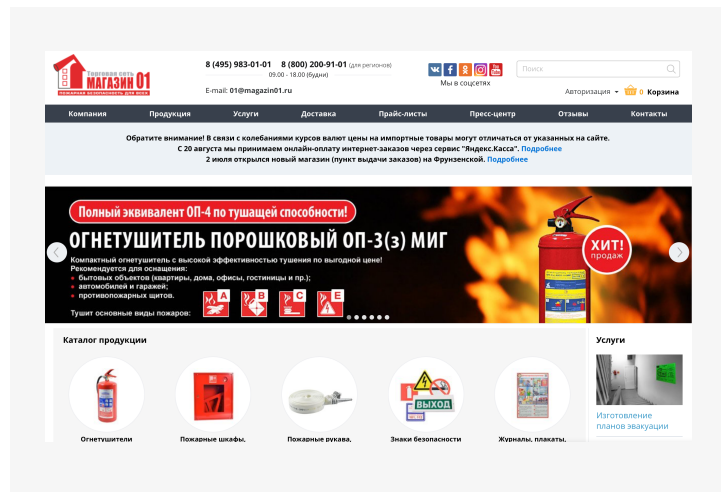 Торговая сеть
МАГАЗИН 01
ПОЖАРНАЯ БЕЗОПАСНОСТЬ ДЛЯ ВСЕХ
8 (495) 983-01-01 8 (800) 200-91-01 (для регионов)
09.00 - 18.00 (будни)
E-mail: 01@magazin01.ru
You
Tube
Мы в соцсетях
Поиск
Авторизация 0 Корзина
Компания Продукция Услуги Доставка Прайс-листы Пресс-центр Отзывы Контакты
Обратите внимание! В связи с колебаниями курсов валют цены на импортные товары могут отличаться от указанных на сайте.
С 20 августа мы принимаем онлайн-оплату интернет-заказов через сервис "Яндекс.Касса". Подробнее
2 июля открылся новый магазин (пункт выдачи заказов) на Фрунзенской. Подробнее
Полный эквивалент ОП-4 по тушащей способности!
ОГНЕТУШИТЕЛЬ ПОРОШКОВЫЙ ОП-3(з) МИГ
Компактный огнетушитель с высокой эффективностью тушения по выгодной цене!
Рекомендуется для оснащения:
• бытовых объектов (квартиры, дома, офисы, гостиницы и пр.);
• автомобилей и гаражей;
• противопожарных щитов.
Тушит основные виды пожаров: A B C E
ХИТ!
продаж
Каталог продукции
Услуги
ВЫХОД
Огнетушители Пожарные шкафы, Пожарные рукава, Знаки безопасности Журналы, плакаты,
Изготовление
планов эвакуации